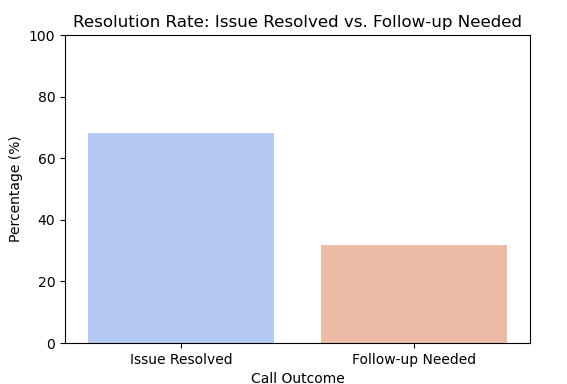 Resolution Rate: Issue Resolved vs. Follow-up Needed
100
80
60
40
20
0
Percentage (%)
Issue Resolved
Follow-up Needed
Call Outcome